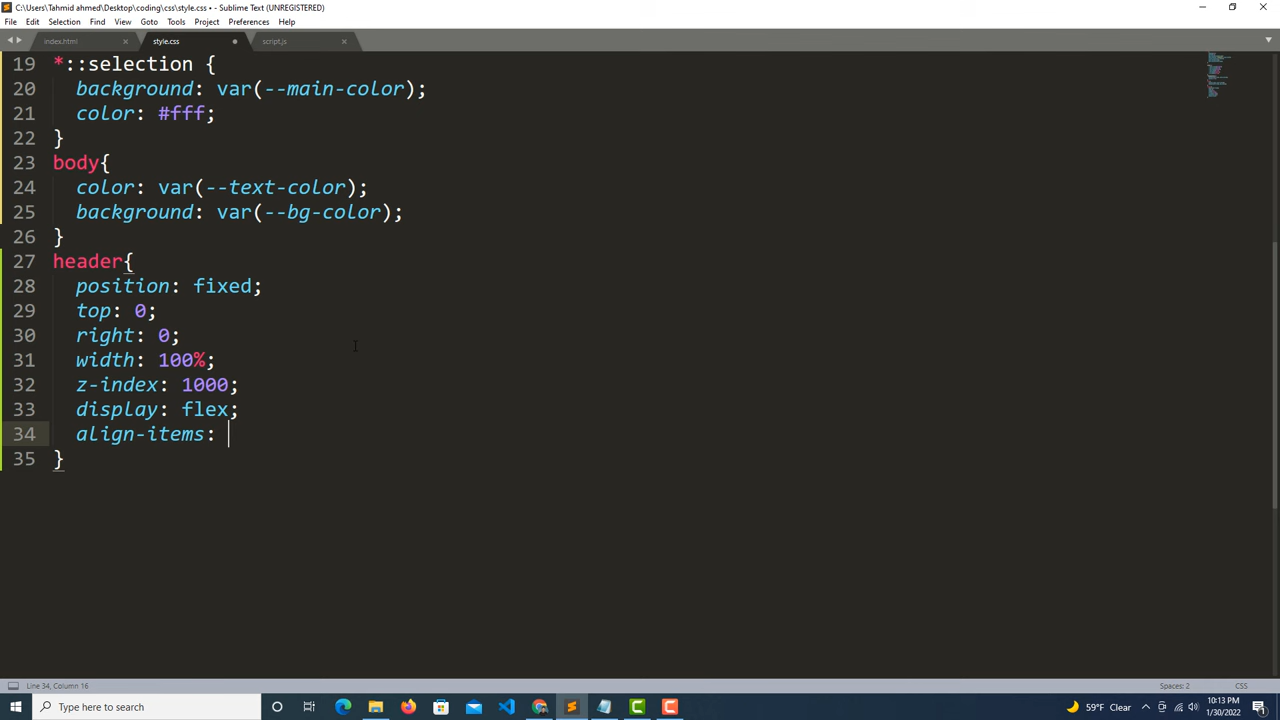 C:\Users\Tahmid ahmed\Desktop\coding\css\style.css • - Sublime Text (UNREGISTERED)
File Edit Selection Find View Goto Tools Project Preferences Help
index.html style.css script.js
19 *::selection {
20 background: var(--main-color);
21 color: #fff;
22 }
23 body{
24 color: var(--text-color);
25 background: var(--bg-color);
26 }
27 header{
28 position: fixed;
29 top: 0;
30 right: 0;
31 width: 100%;
32 z-index: 1000;
33 display: flex;
34 align-items:
35 }
Line 34, Column 16 Spaces: 2 CSS
Type here to search 59°F Clear 10:13 PM
1/30/2022